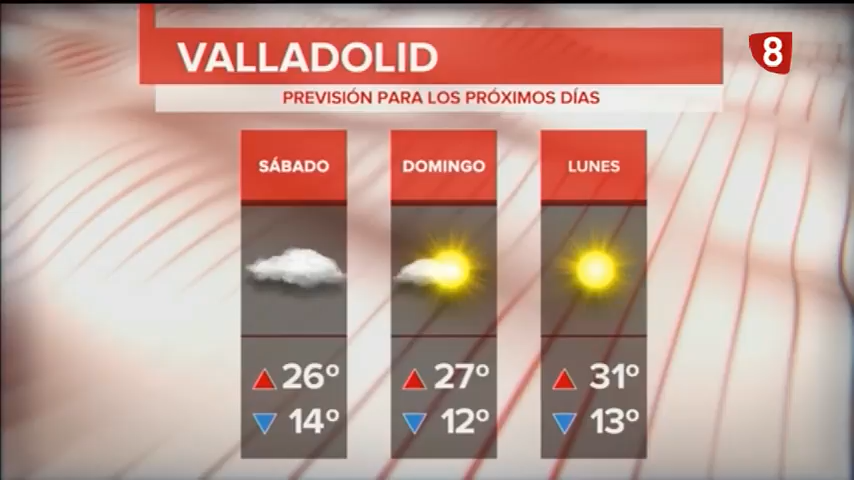 VALLADOLID
8
PREVISIÓN PARA LOS PRÓXIMOS DÍAS
SÁBADO
DOMINGO
LUNES
26º
27º
31º
14º
12º
13º